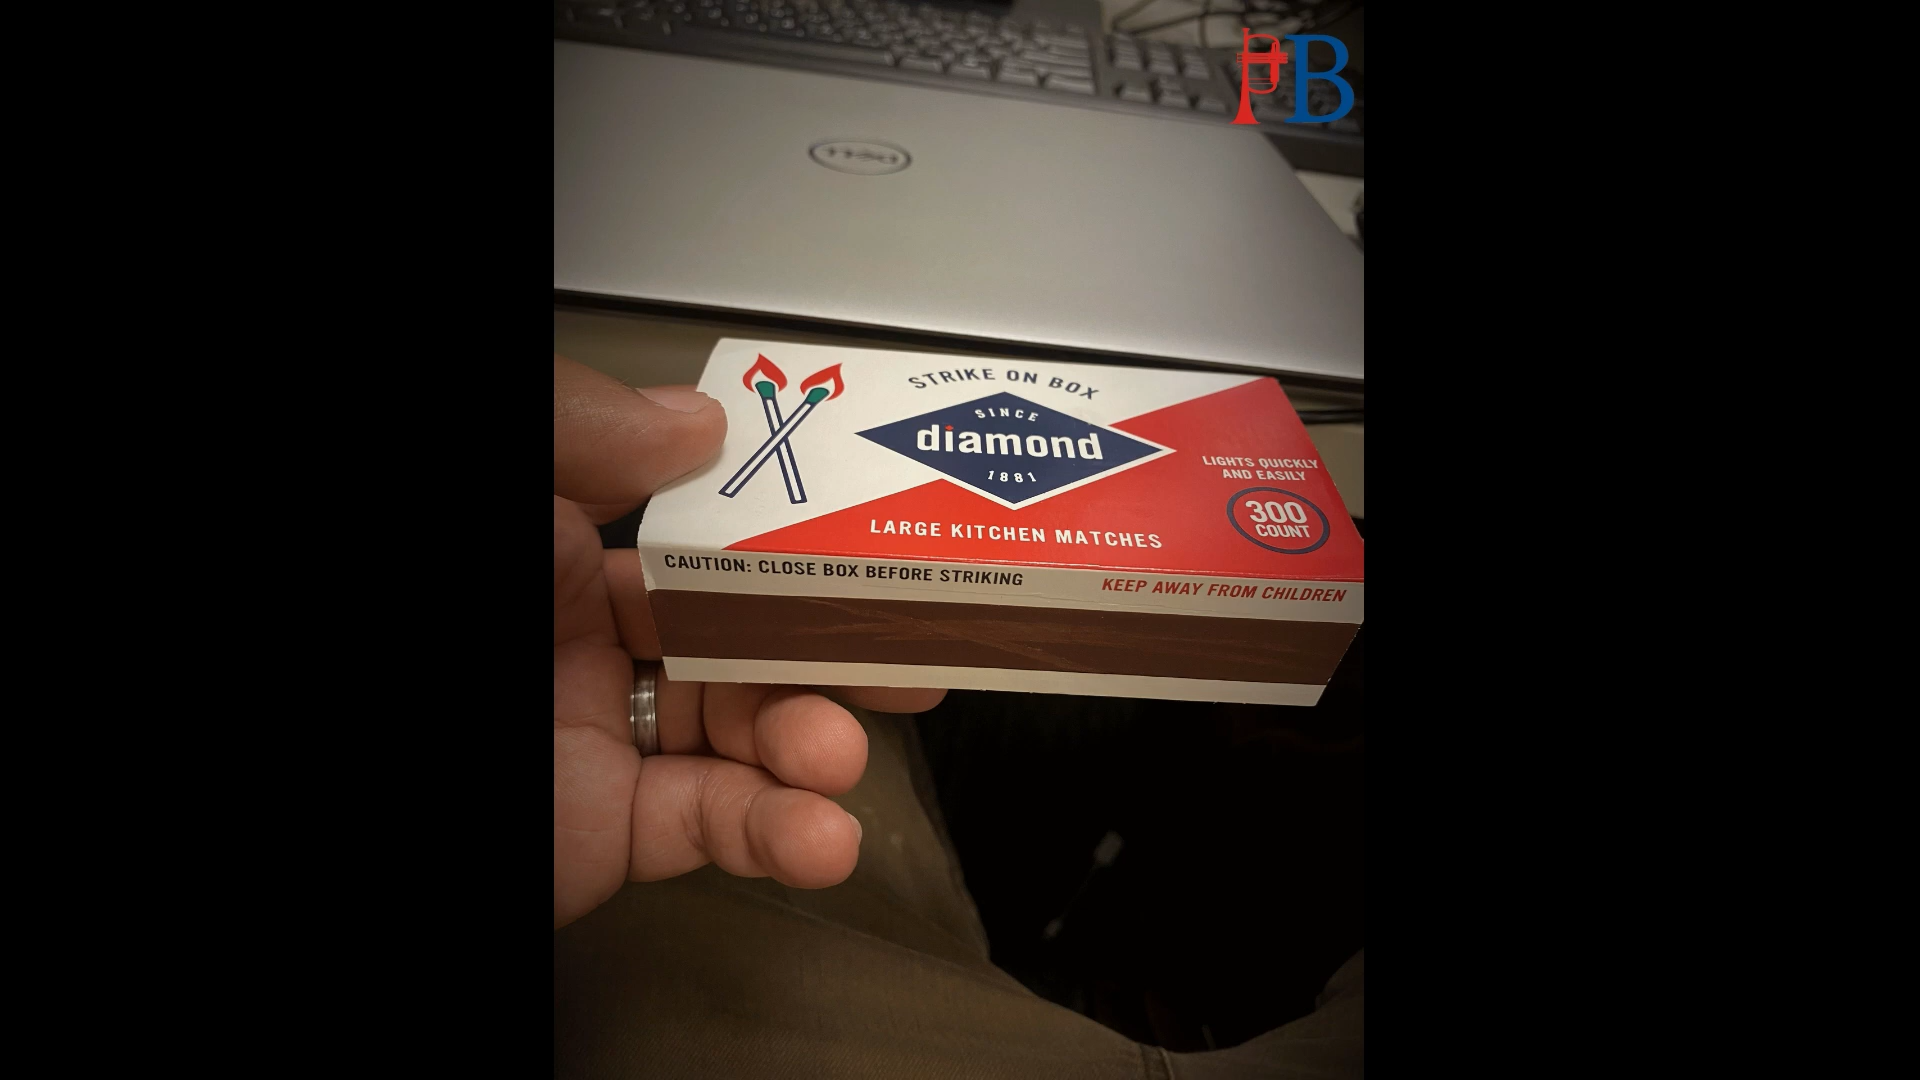 B
DELL
STRIKE ON BOX
SINCE
diamond
1881
LIGHTS QUICKLY
AND EASILY
300
COUNT
LARGE KITCHEN MATCHES
CAUTION: CLOSE BOX BEFORE STRIKING
KEEP AWAY FROM CHILDREN